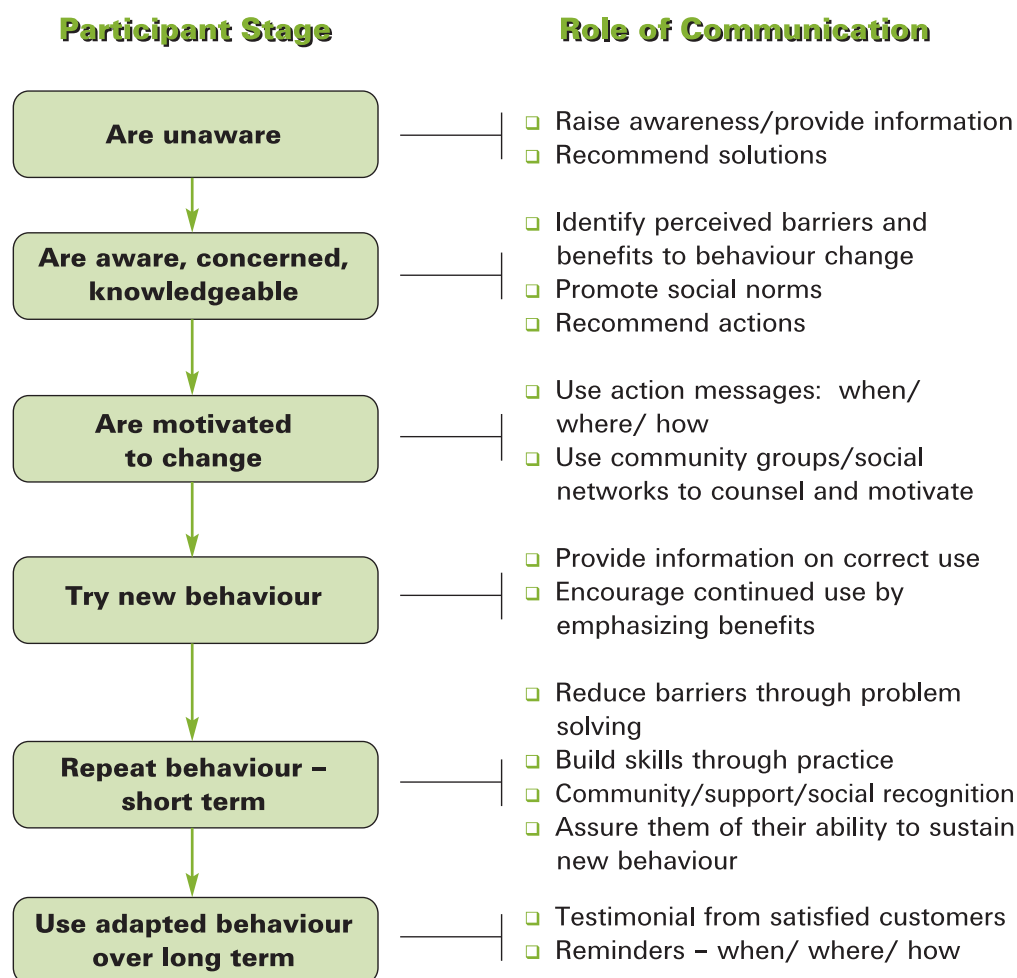 Participant Stage
Role of Communication
Are unaware
❑ Raise awareness/provide information
❑ Recommend solutions
Are aware, concerned,
knowledgeable
❑ Identify perceived barriers and
benefits to behaviour change
❑ Promote social norms
❑ Recommend actions
Are motivated
to change
❑ Use action messages:  when/
where/ how
❑ Use community groups/social
networks to counsel and motivate
Try new behaviour
❑ Provide information on correct use
❑ Encourage continued use by
emphasizing benefits
Repeat behaviour –
short term
❑ Reduce barriers through problem
solving
❑ Build skills through practice
❑ Community/support/social recognition
❑ Assure them of their ability to sustain
new behaviour
Use adapted behaviour
over long term
❑ Testimonial from satisfied customers
❑ Reminders – when/ where/ how